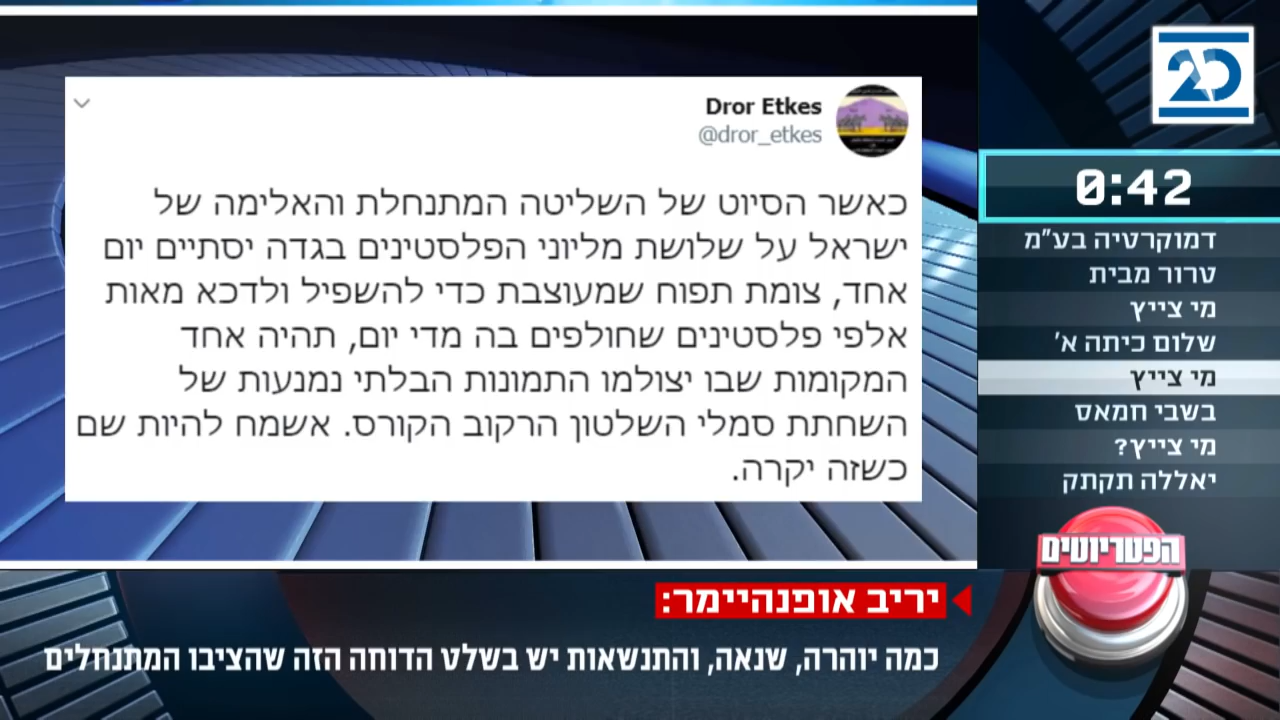 Dror Etkes
@dror_etkes
כאשר הסיוט של השליטה המתנחלת והאלימה של
ישראל על שלושת מליוני הפלסטינים בגדה יסתיים יום
אחד, צומת תפוח שמעוצבת כדי להשפיל ולדכא מאות
אלפי פלסטינים שחולפים בה מדי יום, תהיה אחד
המקומות שבו יצולמו התמונות הבלתי נמנעות של
השחתת סמלי השלטון הרקוב הקורס. אשמח להיות שם
כשזה יקרה.
20
0:42
דמוקרטיה בע"מ
טרור מבית
מי צייץ
שלום כיתה א'
מי צייץ
בשבי חמאס
מי צייץ?
יאללה תקתק
הפטריוטים
יריב אופנהיימר:
כמה יוהרה, שנאה, והתנשאות יש בשלט הדוחה הזה שהציבו המתנחלים